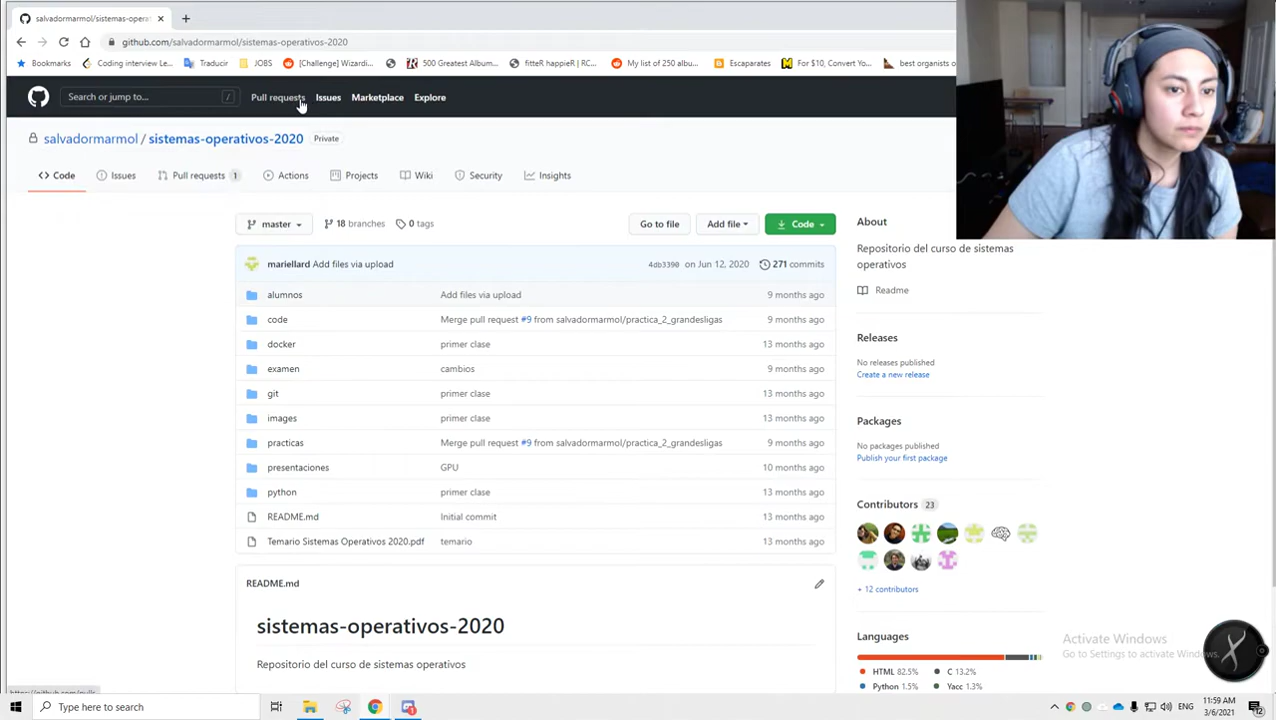 salvadormarmol/sistemas-operat
github.com/salvadormarmol/sistemas-operativos-2020
Bookmarks
Coding interview Le...
Traducir
JOBS
[Challenge] Wizardi...
500 Greatest Album...
fitteR happieR | RC...
My list of 250 albu...
Escaparates
For $10, Convert Yo...
best organists o
Search or jump to...
/
Pull requests
Issues
Marketplace
Explore
salvadormarmol / sistemas-operativos-2020
Private
<> Code
Issues
Pull requests 1
Actions
Projects
Wiki
Security
Insights
master
18 branches
0 tags
Go to file
Add file
Code
mariellard Add files via upload
4db3390 on Jun 12, 2020
271 commits
alumnos Add files via upload 9 months ago
code Merge pull request #9 from salvadormarmol/practica_2_grandesligas 9 months ago
docker primer clase 13 months ago
examen cambios 9 months ago
git primer clase 13 months ago
images primer clase 13 months ago
practicas Merge pull request #9 from salvadormarmol/practica_2_grandesligas 9 months ago
presentaciones GPU 10 months ago
python primer clase 13 months ago
README.md Initial commit 13 months ago
Temario Sistemas Operativos 2020.pdf temario 13 months ago
README.md
sistemas-operativos-2020
Repositorio del curso de sistemas operativos
About
Repositorio del curso de sistemas
operativos
Readme
Releases
No releases published
Create a new release
Packages
No packages published
Publish your first package
Contributors 23
+ 12 contributors
Languages
HTML 82.5%
C 13.2%
Python 1.5%
Yacc 1.3%
Activate Windows
Go to Settings to activate Windows.
Type here to search
ENG
11:59 AM
3/6/2021
12